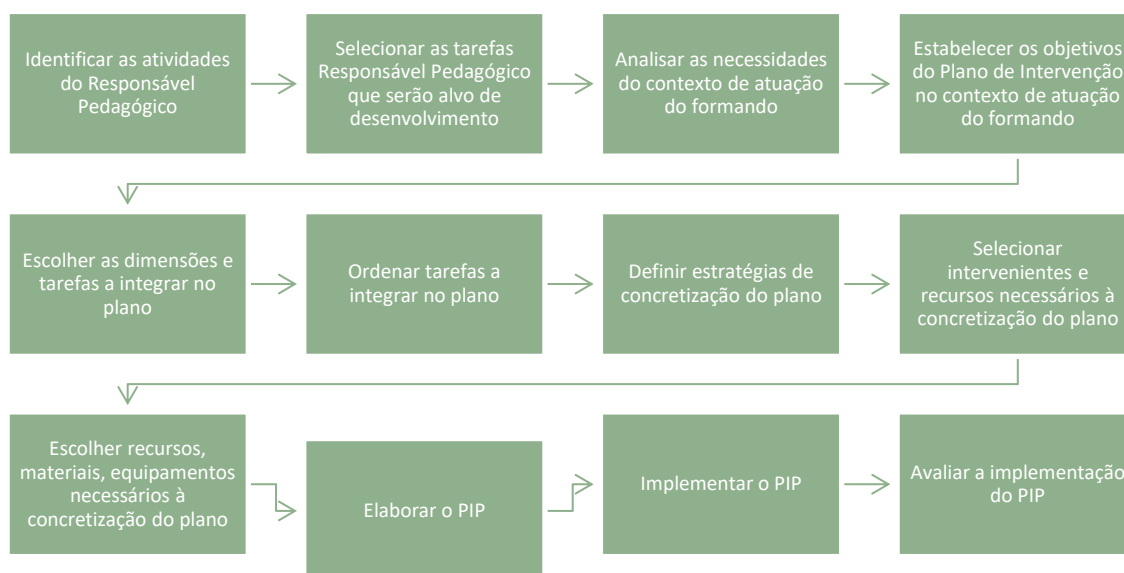 Identificar as atividades
do Responsável
Pedagógico
Selecionar as tarefas
Responsável Pedagógico
que serão alvo de
desenvolvimento
Analisar as necessidades
do contexto de atuação
do formando
Estabelecer os objetivos
do Plano de Intervenção
no contexto de atuação
do formando
Escolher as dimensões e
tarefas a integrar no
plano
Ordenar tarefas a
integrar no plano
Definir estratégias de
concretização do plano
Selecionar
intervenientes e
recursos necessários à
concretização do plano
Escolher recursos,
materiais, equipamentos
necessários à
concretização do plano
Elaborar o PIP
Implementar o PIP
Avaliar a implementação
do PIP